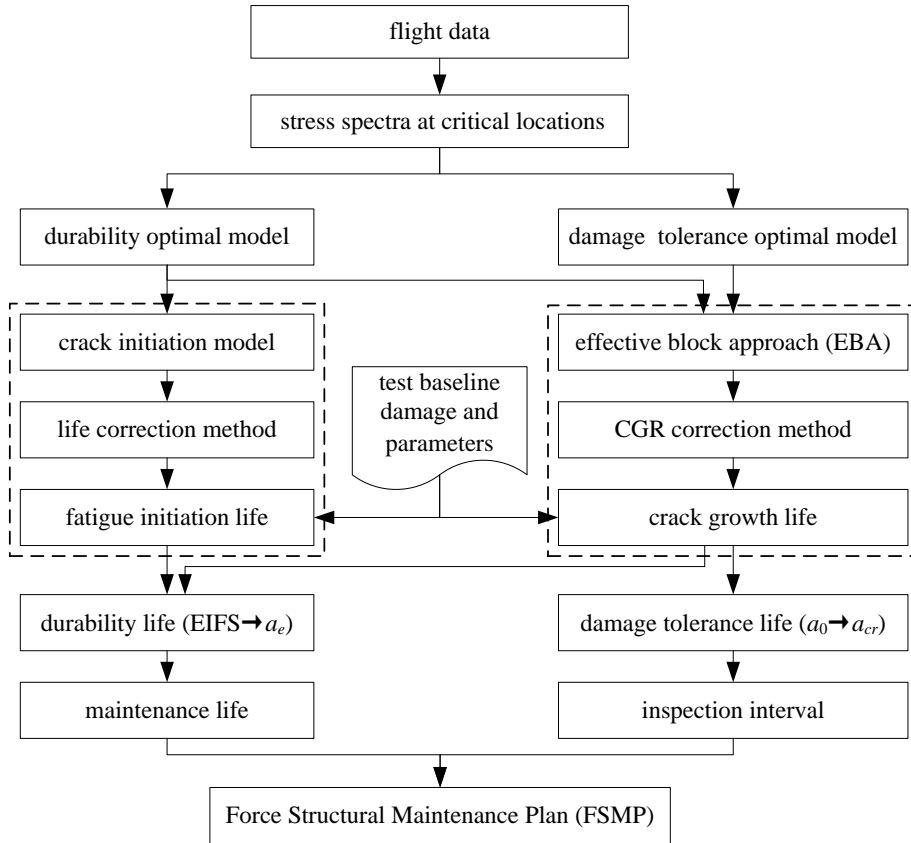 flight data
stress spectra at critical locations
durability optimal model
damage tolerance optimal model
crack initiation model
effective block approach (EBA)
test baseline
damage and
parameters
life correction method
CGR correction method
fatigue initiation life
crack growth life
durability life (EIFS→aₑ)
damage tolerance life (a₀→a_cr)
maintenance life
inspection interval
Force Structural Maintenance Plan (FSMP)